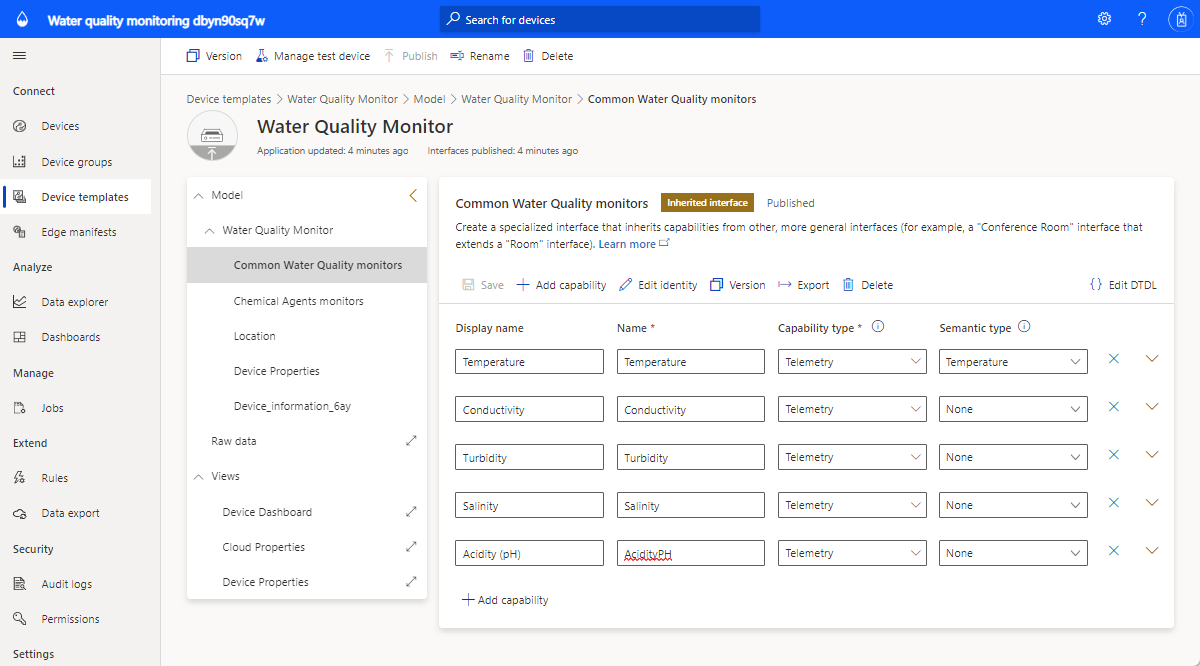 Water quality monitoring dbyn90sq7w
Search for devices
?
Connect
Devices
Device groups
Device templates
Edge manifests
Analyze
Data explorer
Dashboards
Manage
Jobs
Extend
Rules
Data export
Security
Audit logs
Permissions
Settings
Version Manage test device Publish Rename Delete
Device templates > Water Quality Monitor > Model > Water Quality Monitor > Common Water Quality monitors
Water Quality Monitor
Application updated: 4 minutes ago Interfaces published: 4 minutes ago
Model
Water Quality Monitor
Common Water Quality monitors
Chemical Agents monitors
Location
Device Properties
Device_information_6ay
Raw data
Views
Device Dashboard
Cloud Properties
Device Properties
Common Water Quality monitors Inherited interface Published
Create a specialized interface that inherits capabilities from other, more general interfaces (for example, a "Conference Room" interface that
extends a "Room" interface). Learn more
Save Add capability Edit identity Version Export Delete {} Edit DTDL
Display name Name * Capability type * Semantic type
Temperature Temperature Telemetry Temperature
Conductivity Conductivity Telemetry None
Turbidity Turbidity Telemetry None
Salinity Salinity Telemetry None
Acidity (pH) AcidityPH Telemetry None
Add capability